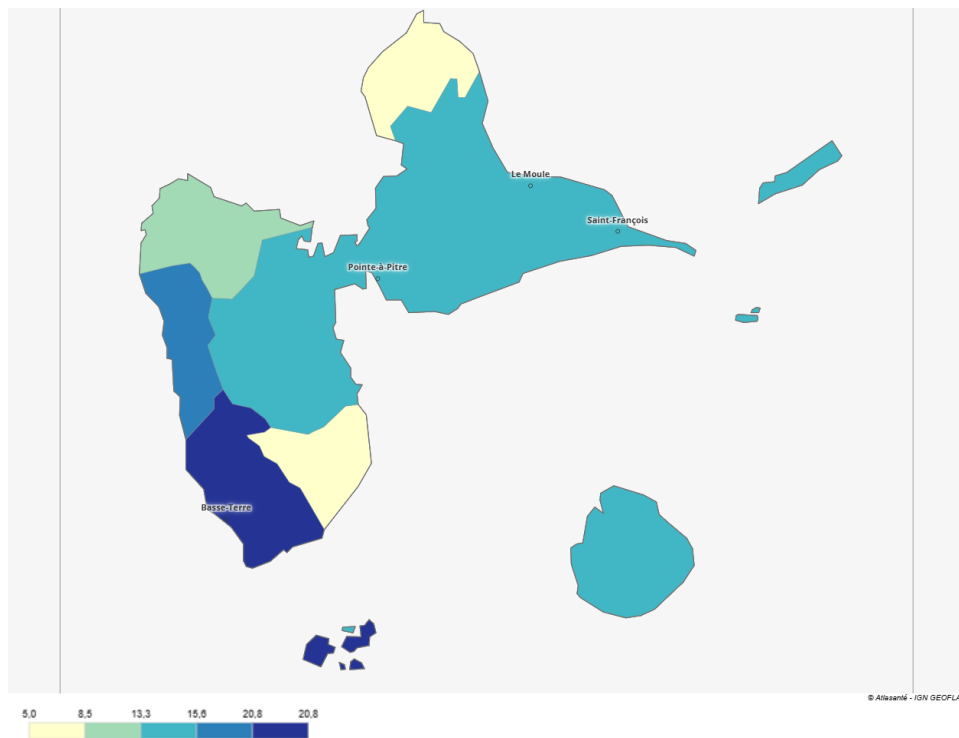 Le Moule
Saint-François
Pointe-à-Pitre
Basse-Terre
© Atlasanté - IGN GEOFLA
5,0 8,5 13,3 15,6 20,8 20,8